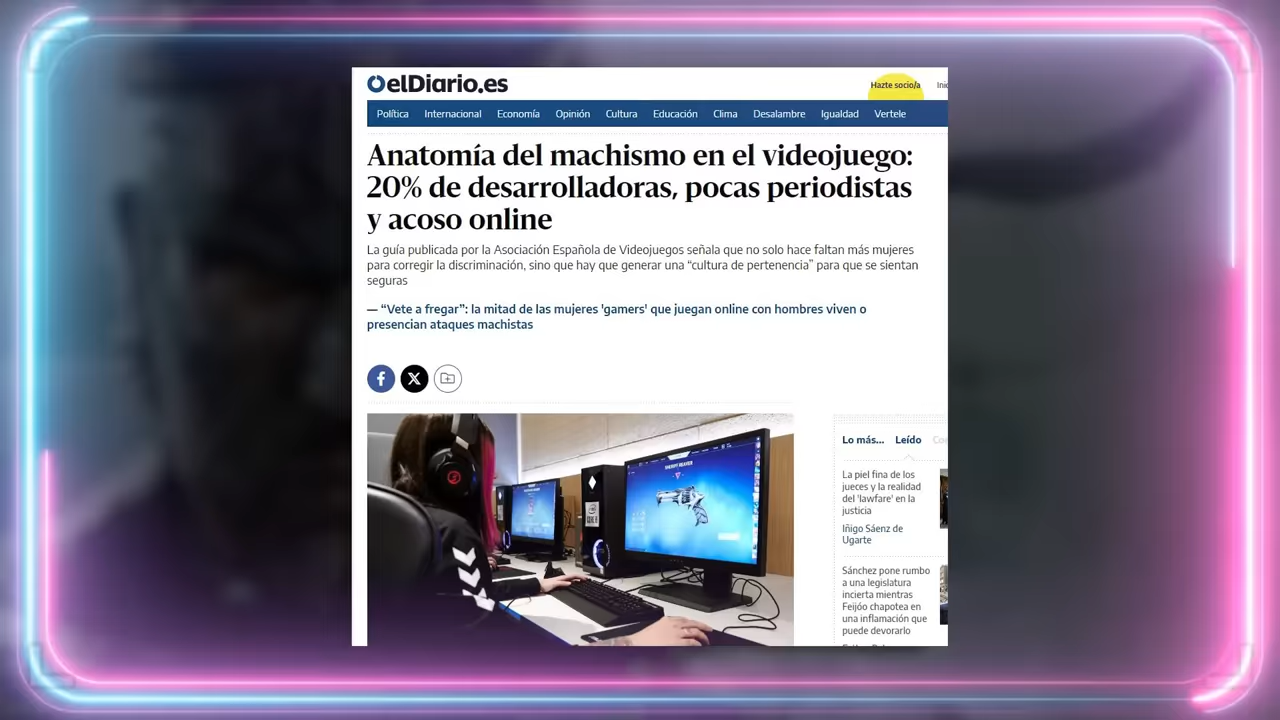 elDiario.es
Hazte socio/a
Política Internacional Economía Opinión Cultura Educación Clima Desalambre Igualdad Vertele
Anatomía del machismo en el videojuego:
20% de desarrolladoras, pocas periodistas
y acoso online
La guía publicada por la Asociación Española de Videojuegos señala que no solo hace faltan más mujeres
para corregir la discriminación, sino que hay que generar una “cultura de pertenencia” para que se sientan
seguras
— “Vete a fregar”: la mitad de las mujeres 'gamers' que juegan online con hombres viven o
presencian ataques machistas
Lo más... Leído
La piel fina de los
jueces y la realidad
del 'lawfare' en la
justicia
Iñigo Sáenz de
Ugarte
Sánchez pone rumbo
a una legislatura
incierta mientras
Feijóo chapotea en
una inflamación que
puede devorarlo
SHERIFF REAVER